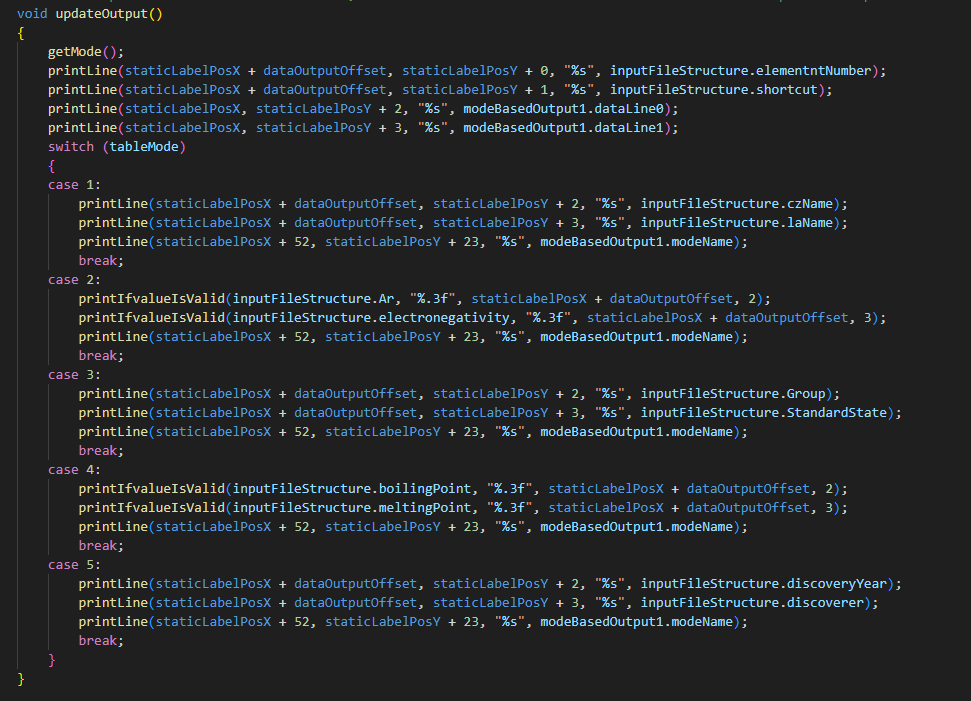 void updateOutput()
{
    getMode();
    printLine(staticLabelPosX + dataOutputOffset, staticLabelPosY + 0, "%s", inputFileStructure.elementntNumber);
    printLine(staticLabelPosX + dataOutputOffset, staticLabelPosY + 1, "%s", inputFileStructure.shortcut);
    printLine(staticLabelPosX, staticLabelPosY + 2, "%s", modeBasedOutput1.dataLine0);
    printLine(staticLabelPosX, staticLabelPosY + 3, "%s", modeBasedOutput1.dataLine1);
    switch (tableMode)
    {
    case 1:
        printLine(staticLabelPosX + dataOutputOffset, staticLabelPosY + 2, "%s", inputFileStructure.czName);
        printLine(staticLabelPosX + dataOutputOffset, staticLabelPosY + 3, "%s", inputFileStructure.laName);
        printLine(staticLabelPosX + 52, staticLabelPosY + 23, "%s", modeBasedOutput1.modeName);
        break;
    case 2:
        printIfvalueIsValid(inputFileStructure.Ar, "%.3f", staticLabelPosX + dataOutputOffset, 2);
        printIfvalueIsValid(inputFileStructure.electronegativity, "%.3f", staticLabelPosX + dataOutputOffset, 3);
        printLine(staticLabelPosX + 52, staticLabelPosY + 23, "%s", modeBasedOutput1.modeName);
        break;
    case 3:
        printLine(staticLabelPosX + dataOutputOffset, staticLabelPosY + 2, "%s", inputFileStructure.Group);
        printLine(staticLabelPosX + dataOutputOffset, staticLabelPosY + 3, "%s", inputFileStructure.StandardState);
        printLine(staticLabelPosX + 52, staticLabelPosY + 23, "%s", modeBasedOutput1.modeName);
        break;
    case 4:
        printIfvalueIsValid(inputFileStructure.boilingPoint, "%.3f", staticLabelPosX + dataOutputOffset, 2);
        printIfvalueIsValid(inputFileStructure.meltingPoint, "%.3f", staticLabelPosX + dataOutputOffset, 3);
        printLine(staticLabelPosX + 52, staticLabelPosY + 23, "%s", modeBasedOutput1.modeName);
        break;
    case 5:
        printLine(staticLabelPosX + dataOutputOffset, staticLabelPosY + 2, "%s", inputFileStructure.discoveryYear);
        printLine(staticLabelPosX + dataOutputOffset, staticLabelPosY + 3, "%s", inputFileStructure.discoverer);
        printLine(staticLabelPosX + 52, staticLabelPosY + 23, "%s", modeBasedOutput1.modeName);
        break;
    }
}